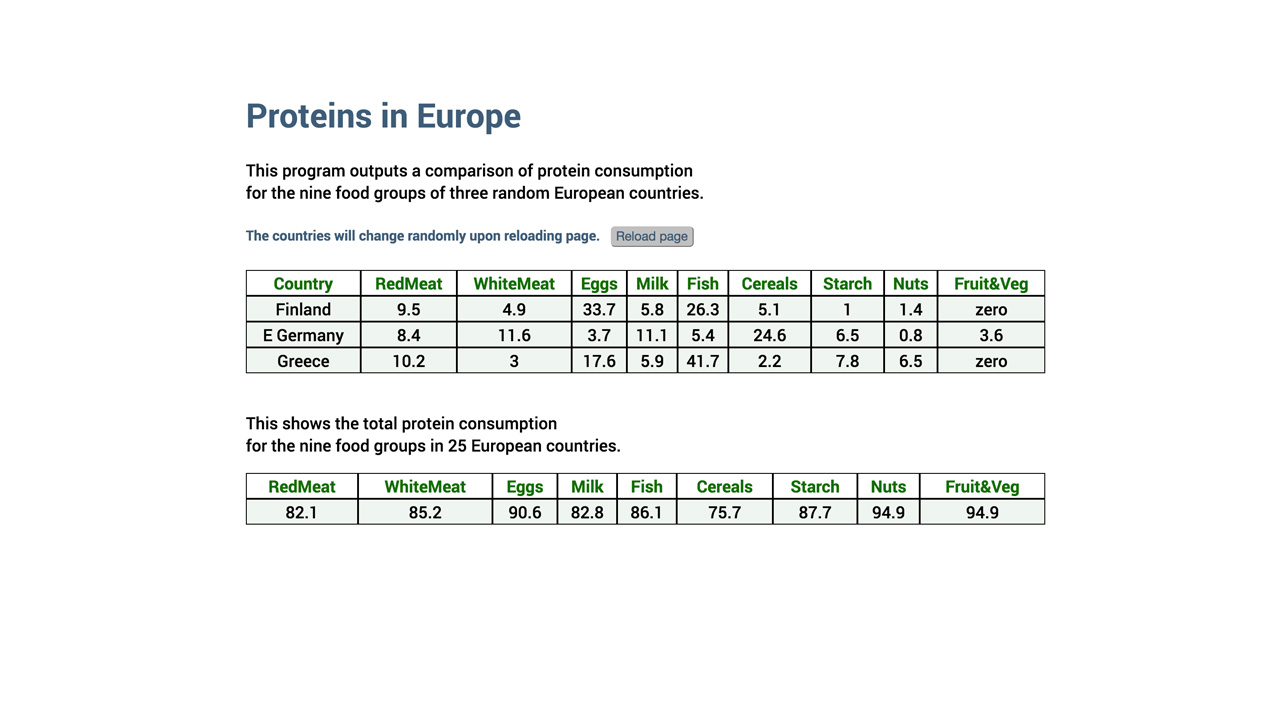 Proteins in Europe
This program outputs a comparison of protein consumption
for the nine food groups of three random European countries.
The countries will change randomly upon reloading page. Reload page
Country RedMeat WhiteMeat Eggs Milk Fish Cereals Starch Nuts Fruit&Veg
Finland 9.5 4.9 33.7 5.8 26.3 5.1 1 1.4 zero
E Germany 8.4 11.6 3.7 11.1 5.4 24.6 6.5 0.8 3.6
Greece 10.2 3 17.6 5.9 41.7 2.2 7.8 6.5 zero
This shows the total protein consumption
for the nine food groups in 25 European countries.
RedMeat WhiteMeat Eggs Milk Fish Cereals Starch Nuts Fruit&Veg
82.1 85.2 90.6 82.8 86.1 75.7 87.7 94.9 94.9